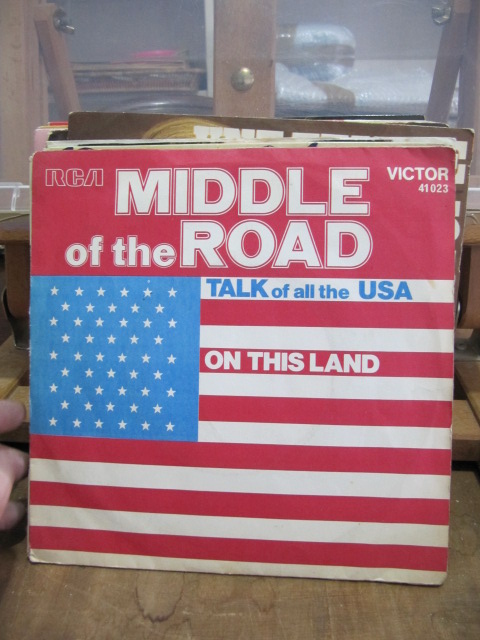 RCA
VICTOR
41023
MIDDLE
of the ROAD
TALK of all the USA
ON THIS LAND